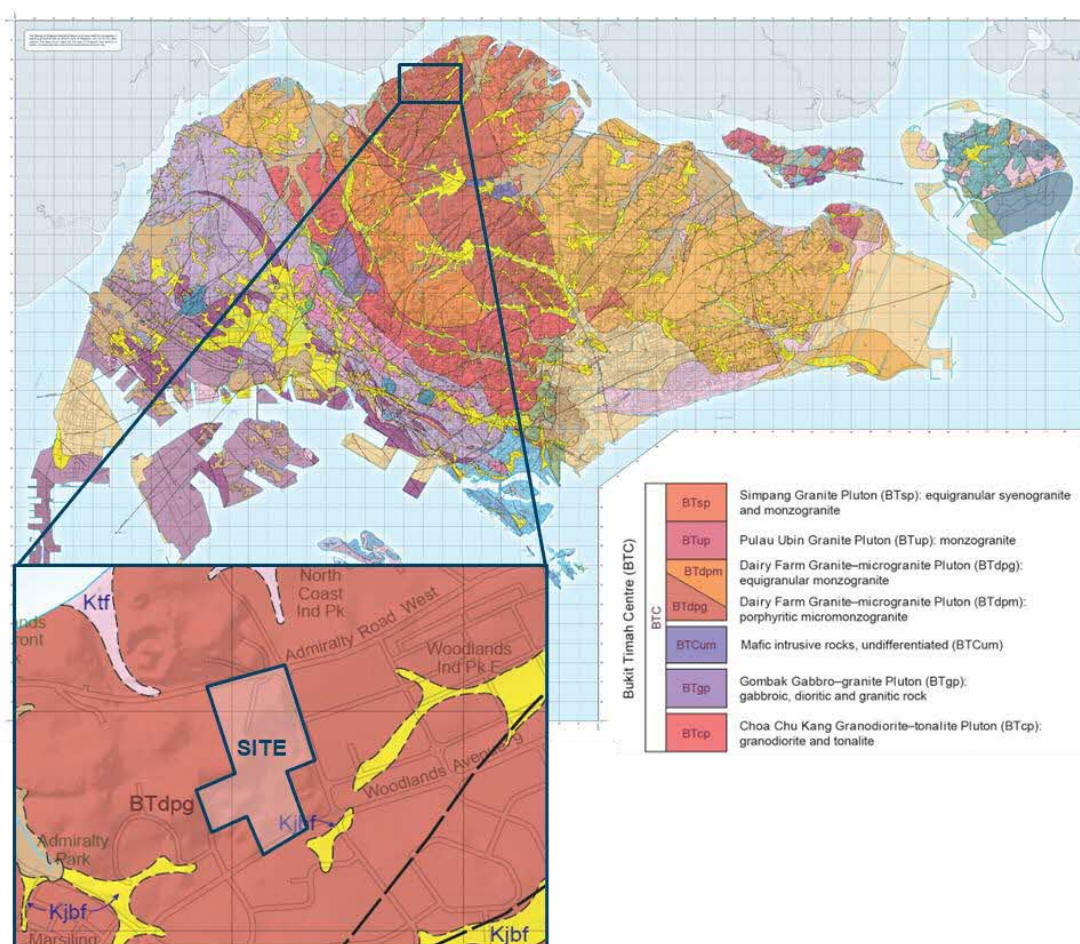 BTsp
Simpang Granite Pluton (BTsp): equigranular syenogranite
and monzogranite
BTup
Pulau Ubin Granite Pluton (BTup): monzogranite
BTdpm
Dairy Farm Granite–microgranite Pluton (BTdpg):
equigranular monzogranite
BTdpg
Dairy Farm Granite–microgranite Pluton (BTdpm):
porphyritic micromonzogranite
BTCum
Mafic intrusive rocks, undifferentiated (BTCum)
BTgp
Gombak Gabbro–granite Pluton (BTgp):
gabbroic, dioritic and granitic rock
BTcp
Choa Chu Kang Granodiorite–tonalite Pluton (BTcp):
granodiorite and tonalite
Bukit Timah Centre (BTC)
BTC
Ktf
North
Coast
Ind Pk
Admiralty Road West
Woodlands
Ind Pk E
SITE
Woodlands Avenue 9
BTdpg
Kjbf
Admiralty
Park
Kjbf
Marsiling
Kjbf